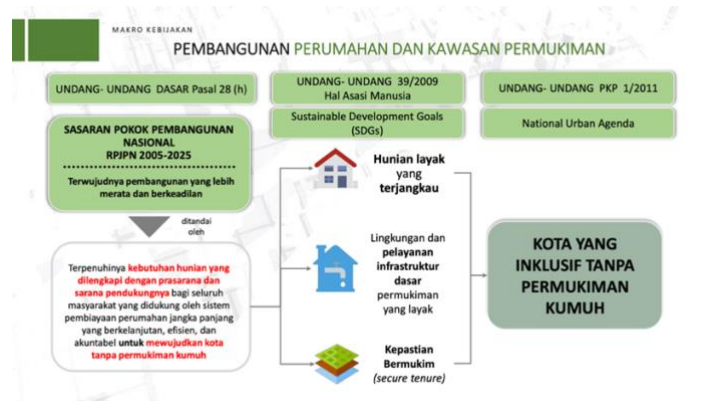 MAKRO KEBIJAKAN
PEMBANGUNAN PERUMAHAN DAN KAWASAN PERMUKIMAN
UNDANG- UNDANG DASAR Pasal 28 (h)
UNDANG- UNDANG 39/2009
Hal Asasi Manusia
UNDANG- UNDANG PKP 1/2011
Sustainable Development Goals
(SDGs)
National Urban Agenda
SASARAN POKOK PEMBANGUNAN
NASIONAL
RPJPN 2005-2025
Terwujudnya pembangunan yang lebih
merata dan berkeadilan
ditandai
oleh
Terpenuhinya kebutuhan hunian yang
dilengkapi dengan prasarana dan
sarana pendukungnya bagi seluruh
masyarakat yang didukung oleh sistem
pembiayaan perumahan jangka panjang
yang berkelanjutan, efisien, dan
akuntabel untuk mewujudkan kota
tanpa permukiman kumuh
Hunian layak
yang
terjangkau
Lingkungan dan
pelayanan
infrastruktur
dasar
permukiman
yang layak
Kepastian
Bermukim
(secure tenure)
KOTA YANG
INKLUSIF TANPA
PERMUKIMAN
KUMUH